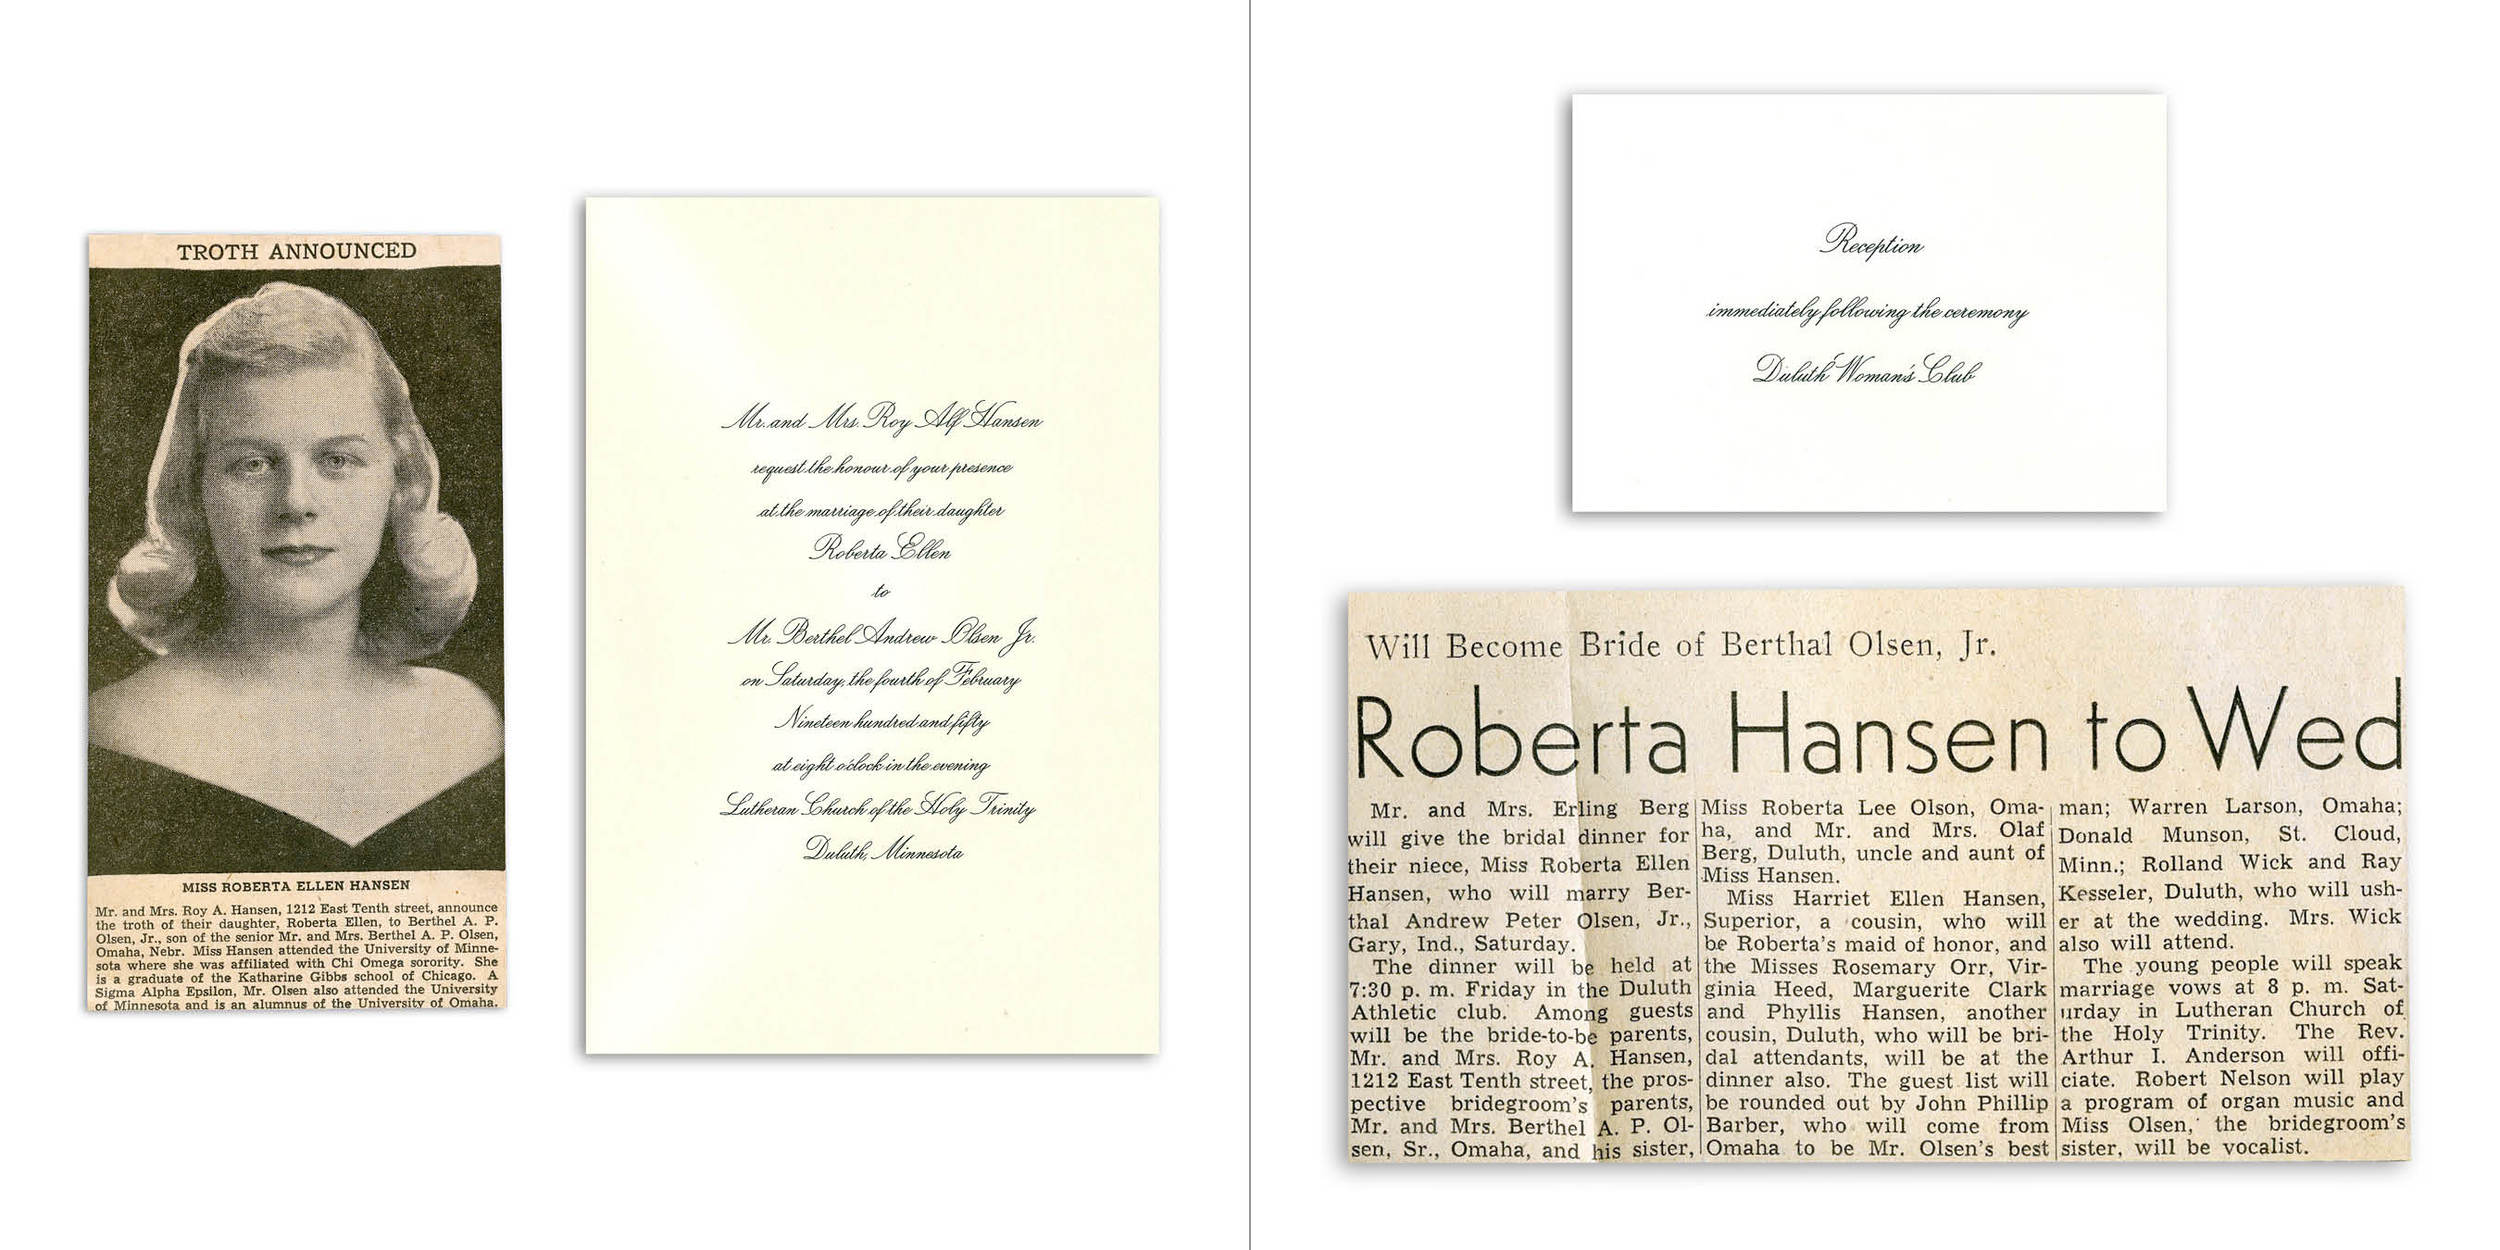 TROTH ANNOUNCED
MISS ROBERTA ELLEN HANSEN
Mr. and Mrs. Roy A. Hansen, 1212 East Tenth street, announce
the troth of their daughter, Roberta Ellen, to Berthel A. P.
Olsen, Jr., son of the senior Mr. and Mrs. Berthel A. P. Olsen,
Omaha, Nebr. Miss Hansen attended the University of Minne-
sota where she was affiliated with Chi Omega sorority. She
is a graduate of the Katharine Gibbs school of Chicago. A
Sigma Alpha Epsilon, Mr. Olsen also attended the University
of Minnesota and is an alumnus of the University of Omaha.
Mr. and Mrs. Roy Alf Hansen
request the honour of your presence
at the marriage of their daughter
Roberta Ellen
to
Mr. Berthel Andrew Olsen Jr.
on Saturday, the fourth of February
Nineteen hundred and fifty
at eight o'clock in the evening
Lutheran Church of the Holy Trinity
Duluth, Minnesota
Reception
immediately following the ceremony
Duluth Woman's Club
Will Become Bride of Berthal Olsen, Jr.
Roberta Hansen to Wed
Mr. and Mrs. Erling Berg
will give the bridal dinner for
their niece, Miss Roberta Ellen
Hansen, who will marry Ber-
thal Andrew Peter Olsen, Jr.,
Gary, Ind., Saturday.
The dinner will be held at
7:30 p. m. Friday in the Duluth
Athletic club. Among guests
will be the bride-to-be parents,
Mr. and Mrs. Roy A. Hansen,
1212 East Tenth street, the pros-
pective bridegroom's parents,
Mr. and Mrs. Berthel A. P. Ol-
sen, Sr., Omaha, and his sister,
Miss Roberta Lee Olson, Oma-
ha, and Mr. and Mrs. Olaf
Berg, Duluth, uncle and aunt of
Miss Hansen.
Miss Harriet Ellen Hansen,
Superior, a cousin, who will
be Roberta's maid of honor, and
the Misses Rosemary Orr, Vir-
ginia Heed, Marguerite Clark
and Phyllis Hansen, another
cousin, Duluth, who will be bri-
dal attendants, will be at the
dinner also. The guest list will
be rounded out by John Phillip
Barber, who will come from
Omaha to be Mr. Olsen's best
man; Warren Larson, Omaha;
Donald Munson, St. Cloud,
Minn.; Rolland Wick and Ray
Kesseler, Duluth, who will ush-
er at the wedding. Mrs. Wick
also will attend.
The young people will speak
marriage vows at 8 p. m. Sat-
urday in Lutheran Church of
the Holy Trinity. The Rev.
Arthur I. Anderson will offi-
ciate. Robert Nelson will play
a program of organ music and
Miss Olsen, the bridegroom's
sister, will be vocalist.